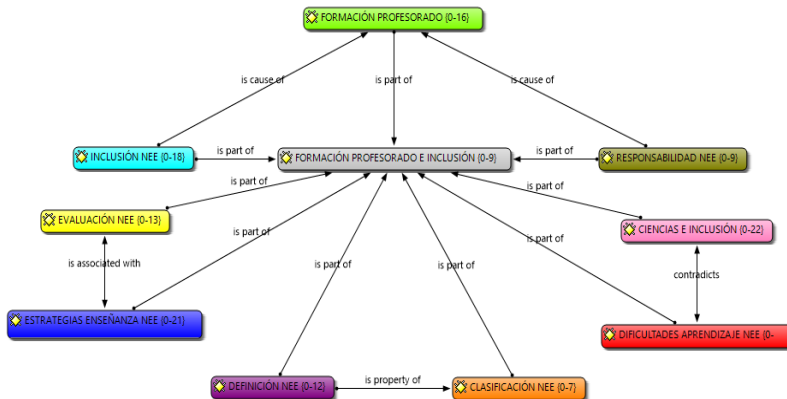 FORMACIÓN PROFESORADO {0-16}
is cause of
is part of
is cause of
INCLUSIÓN NEE {0-18}
is part of
FORMACIÓN PROFESORADO E INCLUSIÓN {0-9}
is part of
RESPONSABILIDAD NEE {0-9}
is part of
is part of
EVALUACIÓN NEE {0-13}
is part of
is part of
CIENCIAS E INCLUSIÓN {0-22}
is associated with
is part of
is part of
contradicts
ESTRATEGIAS ENSEÑANZA NEE {0-21}
DIFICULTADES APRENDIZAJE NEE {0-
DEFINICIÓN NEE {0-12}
is property of
CLASIFICACIÓN NEE {0-7}